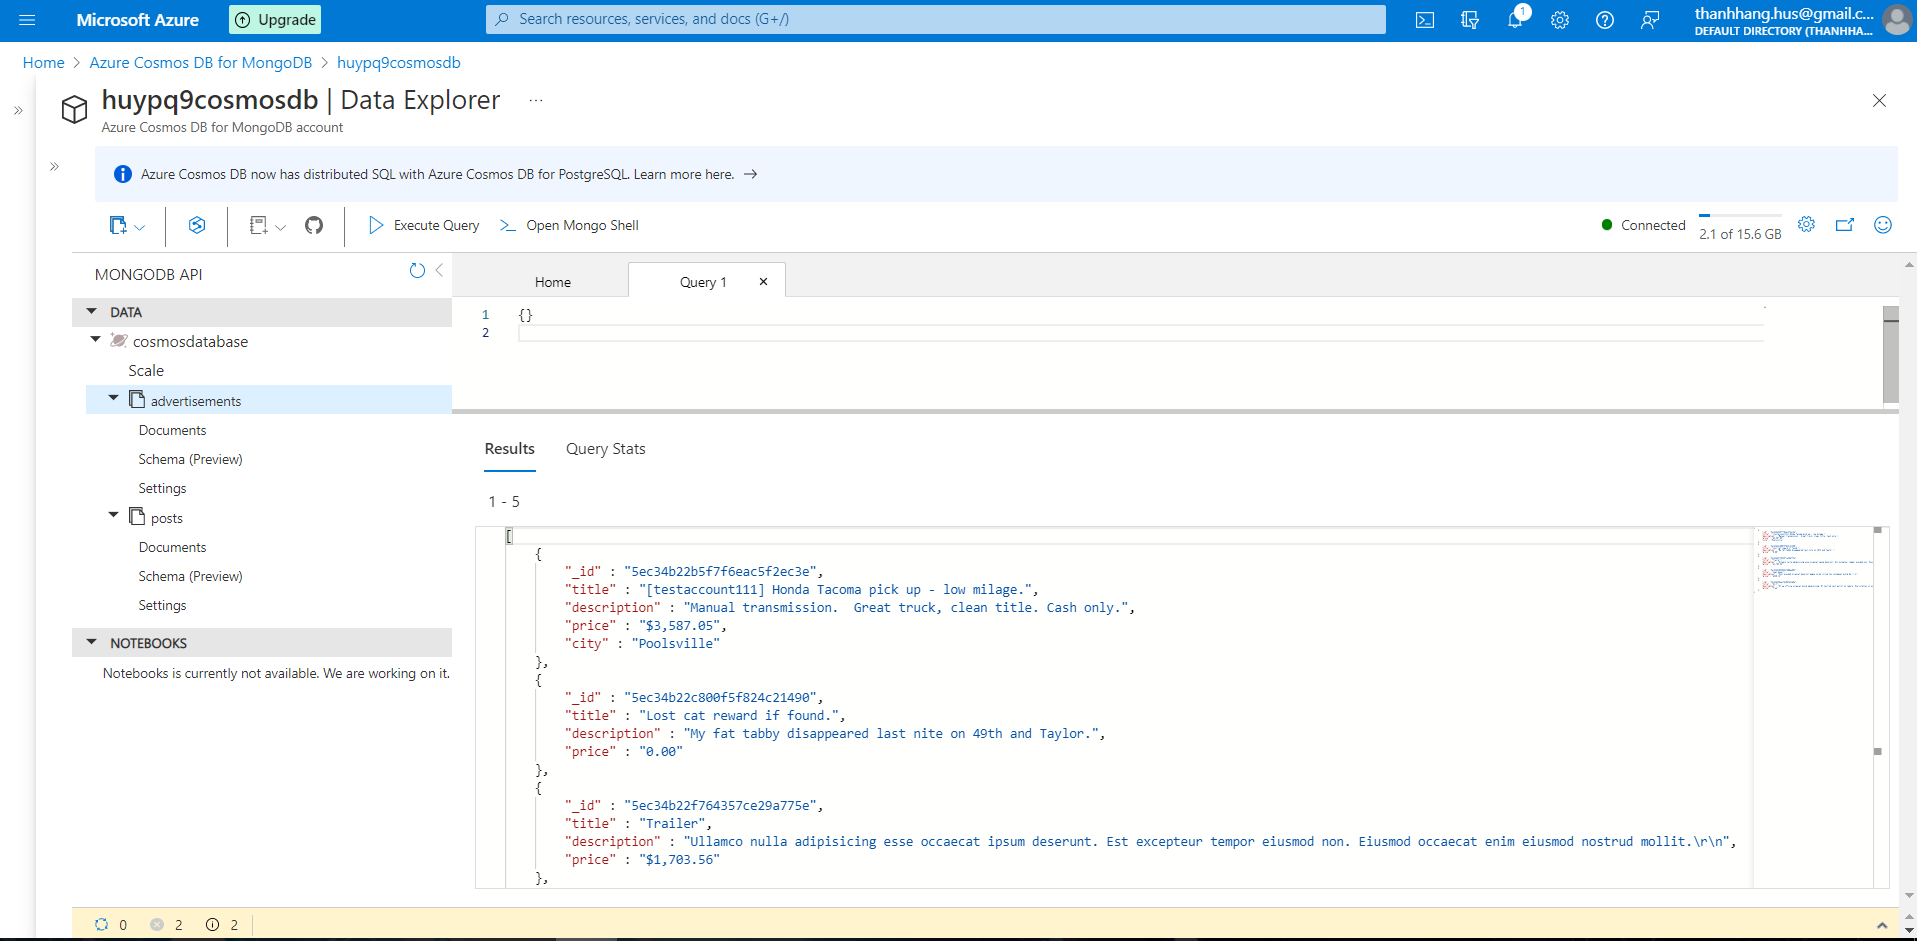 Microsoft Azure
Upgrade
Search resources, services, and docs (G+/)
1
thanhhang.hus@gmail.c...
DEFAULT DIRECTORY (THANHHA...
Home > Azure Cosmos DB for MongoDB > huypq9cosmosdb
huypq9cosmosdb | Data Explorer ...
Azure Cosmos DB for MongoDB account
Azure Cosmos DB now has distributed SQL with Azure Cosmos DB for PostgreSQL. Learn more here. →
Execute Query
Open Mongo Shell
Connected
2.1 of 15.6 GB
MONGODB API
DATA
cosmosdatabase
Scale
advertisements
Documents
Schema (Preview)
Settings
posts
Documents
Schema (Preview)
Settings
NOTEBOOKS
Notebooks is currently not available. We are working on it.
Home
Query 1
1 {}
2
Results
Query Stats
1 - 5
[
{
"_id" : "5ec34b22b5f7f6eac5f2ec3e",
"title" : "[testaccount111] Honda Tacoma pick up - low milage.",
"description" : "Manual transmission.  Great truck, clean title. Cash only.",
"price" : "$3,587.05",
"city" : "Poolsville"
},
{
"_id" : "5ec34b22c800f5f824c21490",
"title" : "Lost cat reward if found.",
"description" : "My fat tabby disappeared last nite on 49th and Taylor.",
"price" : "0.00"
},
{
"_id" : "5ec34b22f764357ce29a775e",
"title" : "Trailer",
"description" : "Ullamco nulla adipisicing esse occaecat ipsum deserunt. Est excepteur tempor eiusmod non. Eiusmod occaecat enim eiusmod nostrud mollit.\r\n",
"price" : "$1,703.56"
},
0
2
2